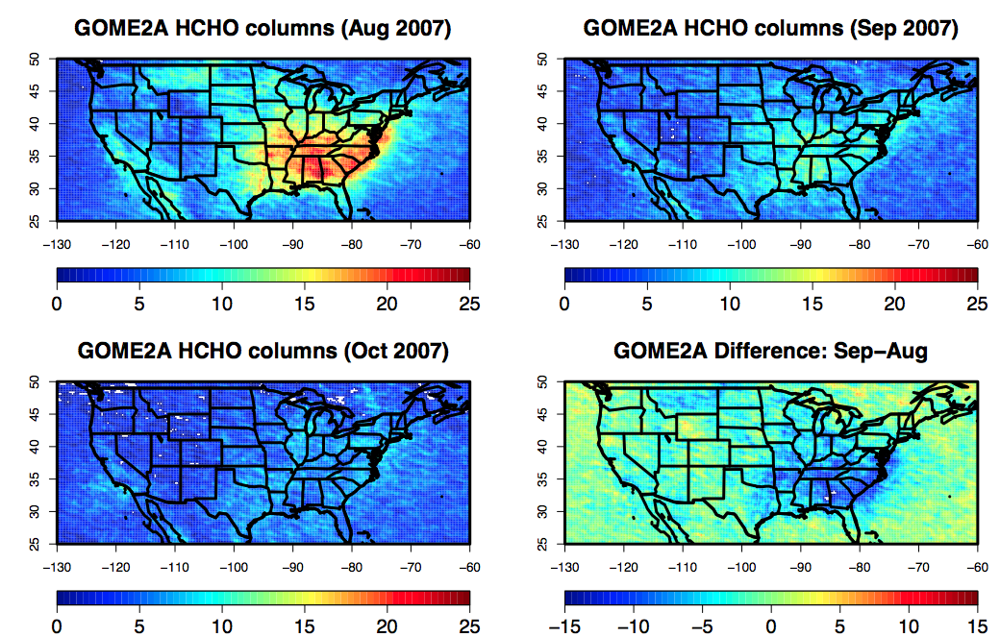 GOME2A HCHO columns (Aug 2007)
50
45
40
35
30
25
−130 −120 −110 −100 −90 −80 −70 −60
0 5 10 15 20 25
GOME2A HCHO columns (Sep 2007)
50
45
40
35
30
25
−130 −120 −110 −100 −90 −80 −70 −60
0 5 10 15 20 25
GOME2A HCHO columns (Oct 2007)
50
45
40
35
30
25
−130 −120 −110 −100 −90 −80 −70 −60
0 5 10 15 20 25
GOME2A Difference: Sep−Aug
50
45
40
35
30
25
−130 −120 −110 −100 −90 −80 −70 −60
−15 −10 −5 0 5 10 15